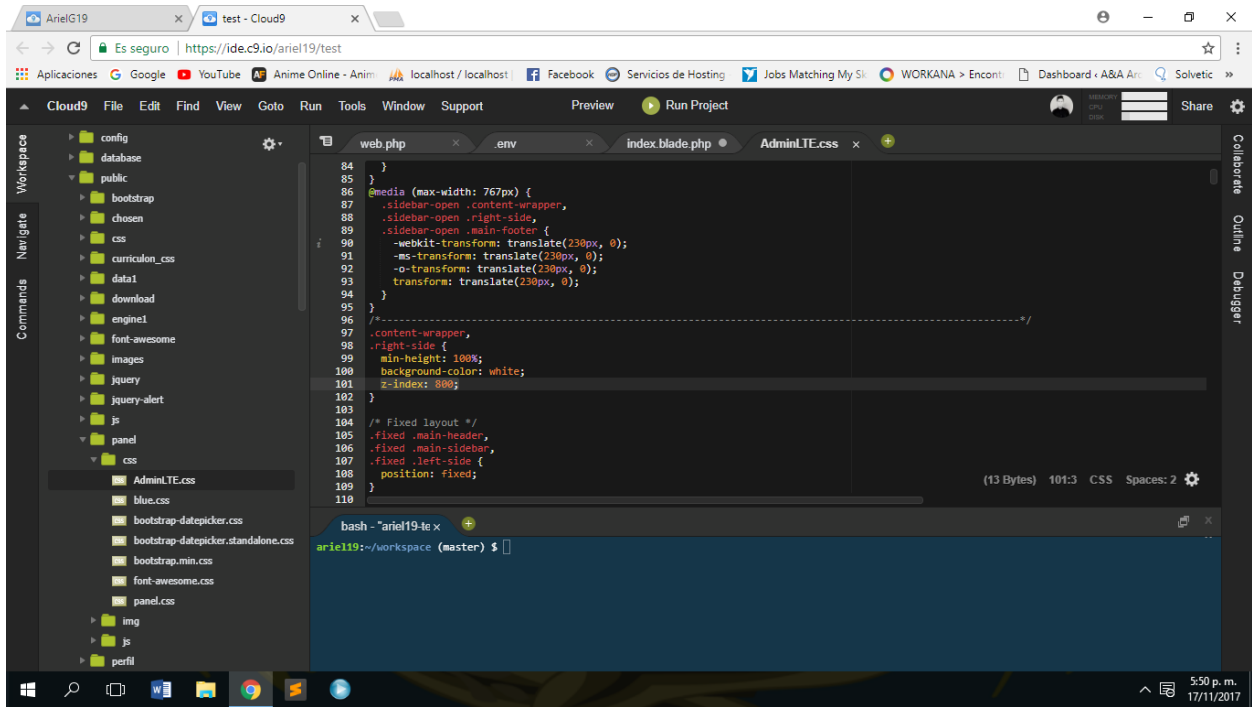 ArielG19
test - Cloud9
Es seguro | https://ide.c9.io/ariel19/test
Aplicaciones Google YouTube Anime Online - Anim localhost / localhost | Facebook Servicios de Hosting Jobs Matching My Sk WORKANA > Encont Dashboard ‹ A&A Arc Solvetic »
Cloud9 File Edit Find View Goto Run Tools Window Support Preview Run Project MEMORY CPU DISK Share
Workspace
Navigate
Commands
config
database
public
bootstrap
chosen
css
curriculon_css
data1
download
engine1
font-awesome
images
jquery
jquery-alert
js
panel
css
AdminLTE.css
blue.css
bootstrap-datepicker.css
bootstrap-datepicker.standalone.css
bootstrap.min.css
font-awesome.css
panel.css
img
js
perfil
web.php .env index.blade.php AdminLTE.css
84 }
85 }
86 @media (max-width: 767px) {
87 .sidebar-open .content-wrapper,
88 .sidebar-open .right-side,
89 .sidebar-open .main-footer {
90 -webkit-transform: translate(230px, 0);
91 -ms-transform: translate(230px, 0);
92 -o-transform: translate(230px, 0);
93 transform: translate(230px, 0);
94 }
95 }
96 /*----------------------------------------------------------------------------------------------------------*/
97 .content-wrapper,
98 .right-side {
99 min-height: 100%;
100 background-color: white;
101 z-index: 800;
102 }
103
104 /* Fixed layout */
105 .fixed .main-header,
106 .fixed .main-sidebar,
107 .fixed .left-side {
108 position: fixed;
109 }
110
(13 Bytes) 101:3 CSS Spaces: 2
Collaborate
Outline
Debugger
bash - "ariel19-te
ariel19:~/workspace (master) $
5:50 p. m.
17/11/2017